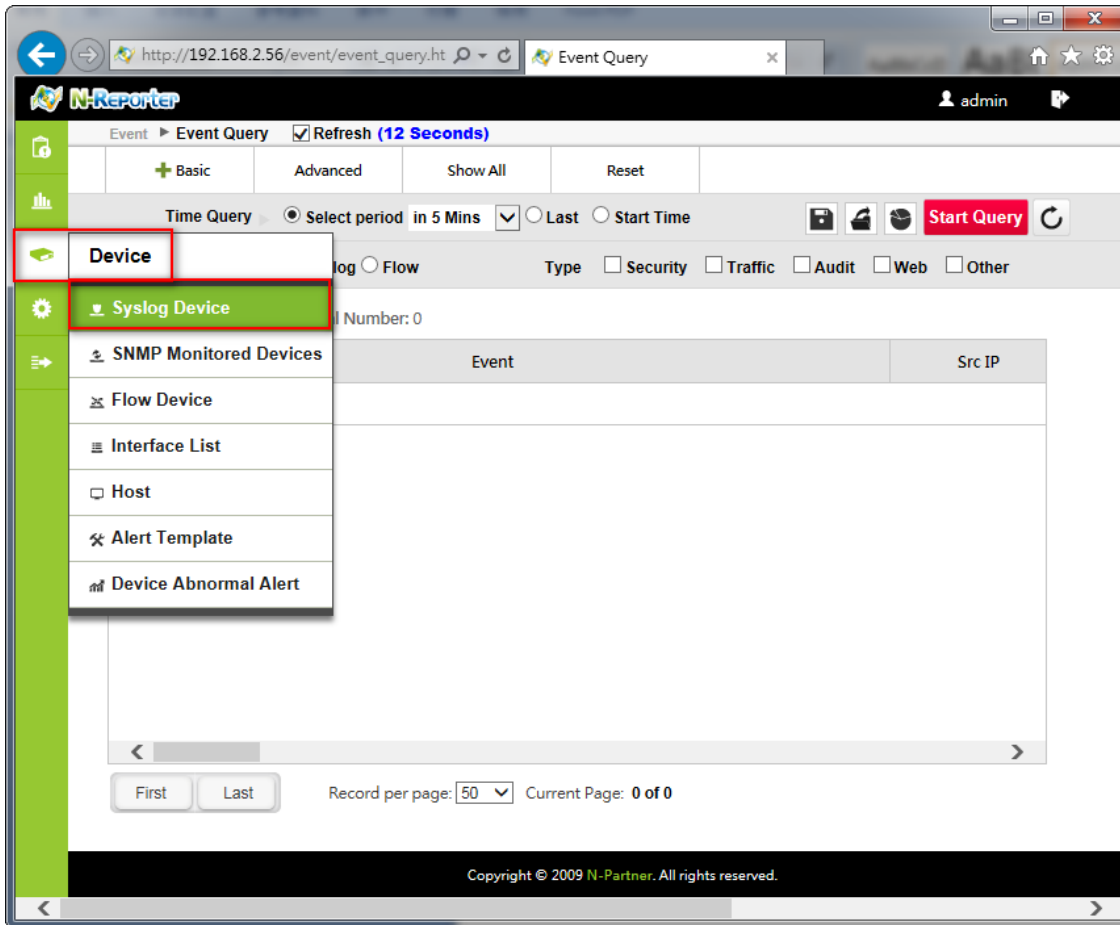 http://192.168.2.56/event/event_query.ht
Event Query
N-Reporter
admin
Event Event Query Refresh (12 Seconds)
Basic Advanced Show All Reset
Time Query Select period in 5 Mins Last Start Time Start Query
Device
log Flow Type Security Traffic Audit Web Other
Syslog Device
l Number: 0
SNMP Monitored Devices
Event Src IP
Flow Device
Interface List
Host
Alert Template
Device Abnormal Alert
First Last Record per page: 50 Current Page: 0 of 0
Copyright © 2009 N-Partner. All rights reserved.